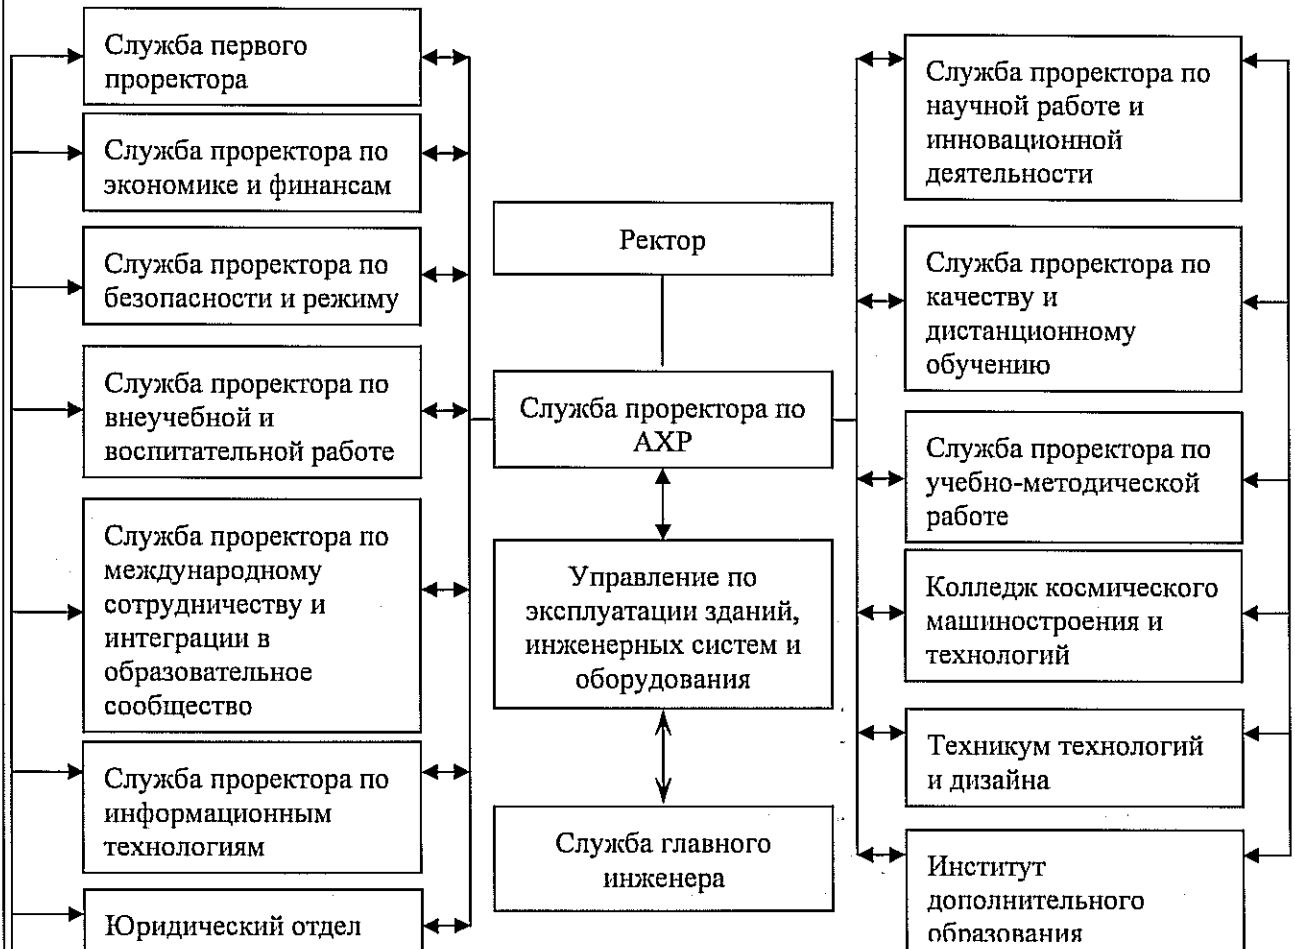 Служба первого
проректора
Служба проректора по
экономике и финансам
Служба проректора по
безопасности и режиму
Служба проректора по
внеучебной и
воспитательной работе
Служба проректора по
международному
сотрудничеству и
интеграции в
образовательное
сообщество
Служба проректора по
информационным
технологиям
Юридический отдел
Ректор
Служба проректора по
АХР
Управление по
эксплуатации зданий,
инженерных систем и
оборудования
Служба главного
инженера
Служба проректора по
научной работе и
инновационной
деятельности
Служба проректора по
качеству и
дистанционному
обучению
Служба проректора по
учебно-методической
работе
Колледж космического
машиностроения и
технологий
Техникум технологий
и дизайна
Институт
дополнительного
образования